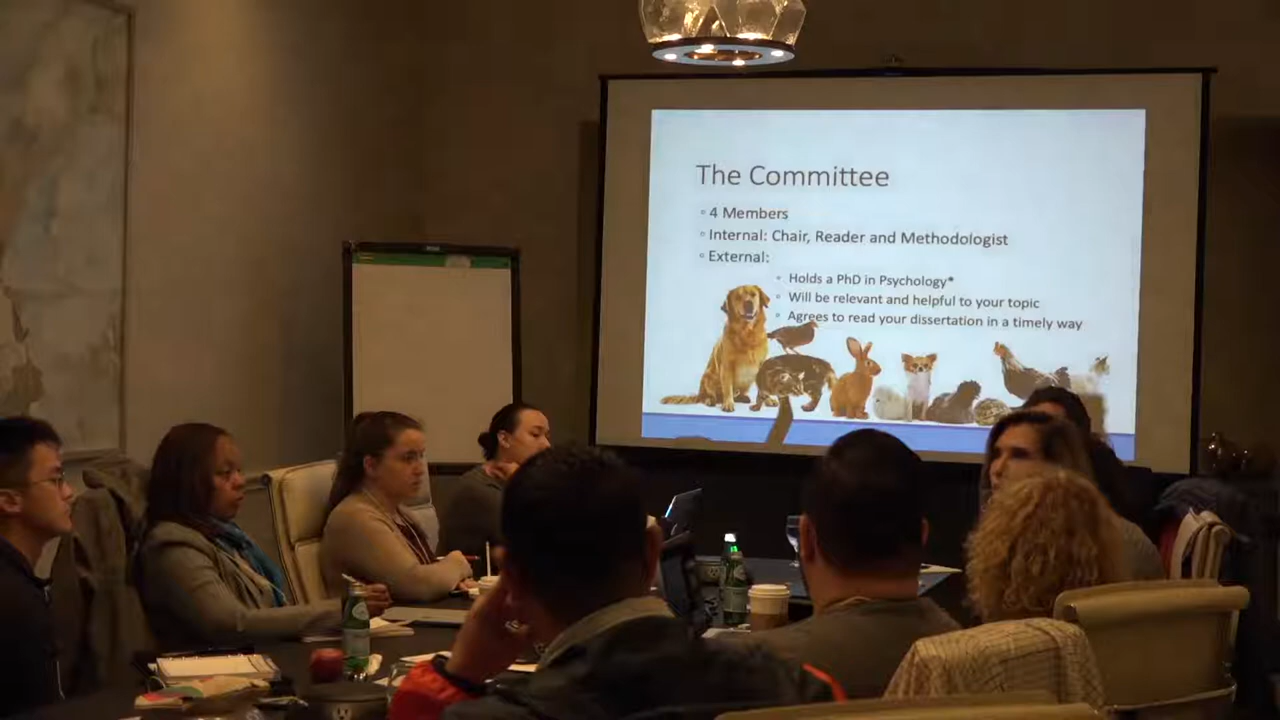 The Committee
▫ 4 Members
▫ Internal: Chair, Reader and Methodologist
▫ External:
▫ Holds a PhD in Psychology*
▫ Will be relevant and helpful to your topic
▫ Agrees to read your dissertation in a timely way